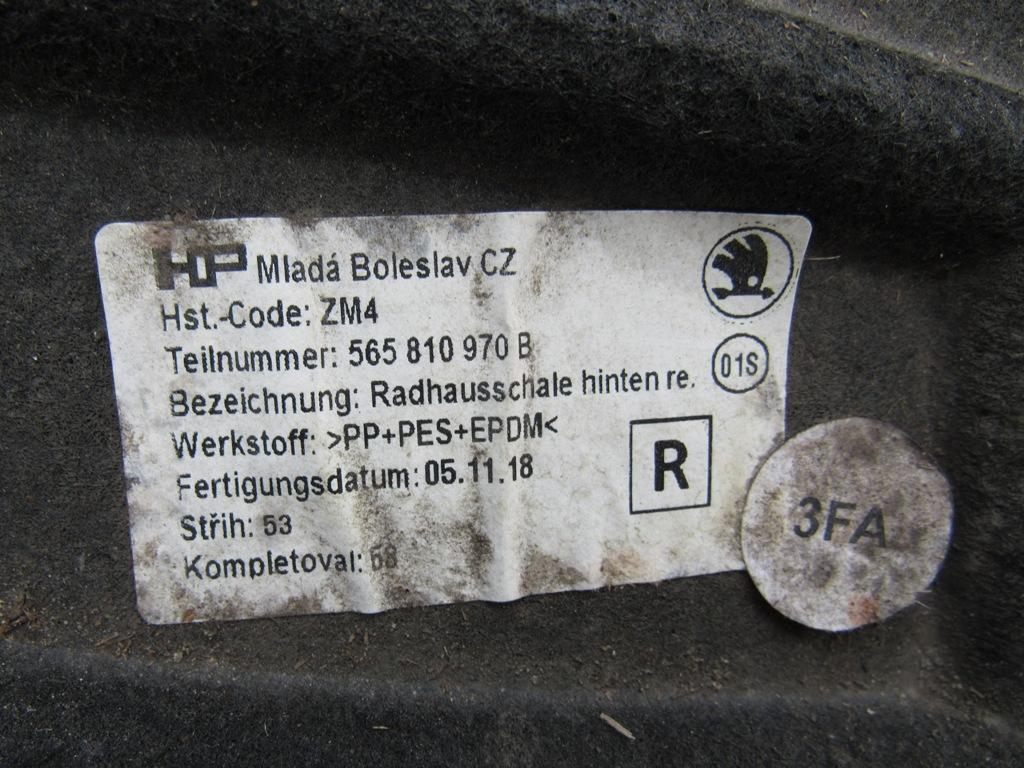 HP Mladá Boleslav CZ
Hst.-Code: ZM4
Teilnummer: 565 810 970 B
01S
Bezeichnung: Radhausschale hinten re.
Werkstoff: >PP+PES+EPDM<
R
Fertigungsdatum: 05.11.18
3FA
Střih: 53
Kompletoval: